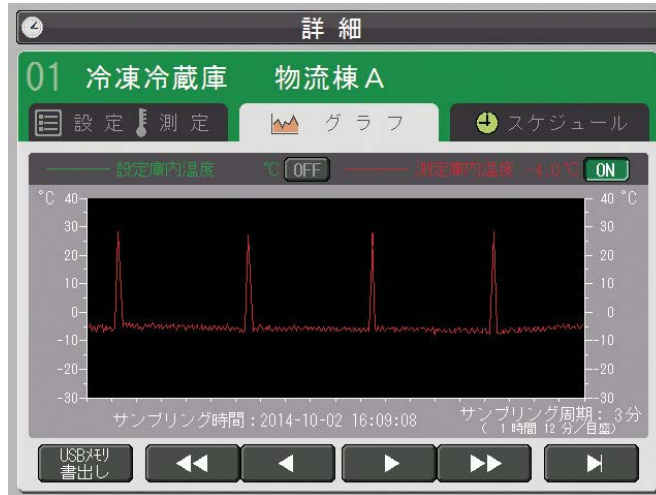 詳細
01 冷凍冷蔵庫 物流棟A
設定 測定 グラフ スケジュール
設定庫内温度 ℃ OFF 測定庫内温度 -4.6℃ ON
℃ 40 40 ℃
30 30
20 20
10 10
0 0
-10 -10
-20 -20
-30 -30
サンプリング時間：2014-10-02 16:09:08 サンプリング周期：3分
( 1時間 12 分/目盛)
USBメモリ
書出し